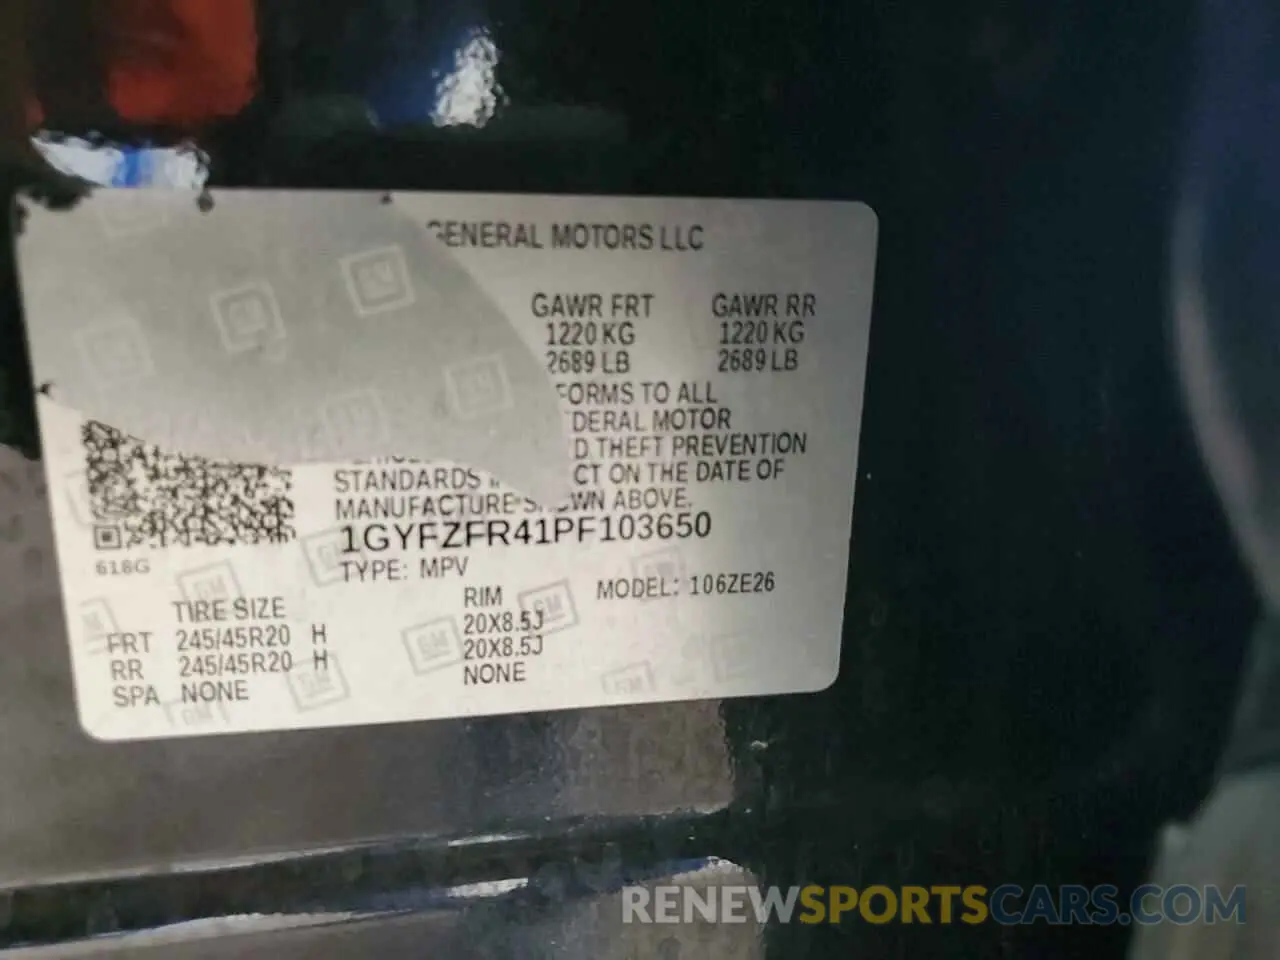 GENERAL MOTORS LLC
GAWR FRT GAWR RR
1220 KG 1220 KG
2689 LB 2689 LB
FORMS TO ALL
DERAL MOTOR
D THEFT PREVENTION
STANDARDS CT ON THE DATE OF
MANUFACTURE WN ABOVE.
1GYFZFR41PF103650
618G
TYPE: MPV
MODEL: 106ZE26
TIRE SIZE RIM
FRT 245/45R20 H 20X8.5J
RR 245/45R20 H 20X8.5J
SPA NONE NONE
GM
RENEWSPORTSCARS.COM